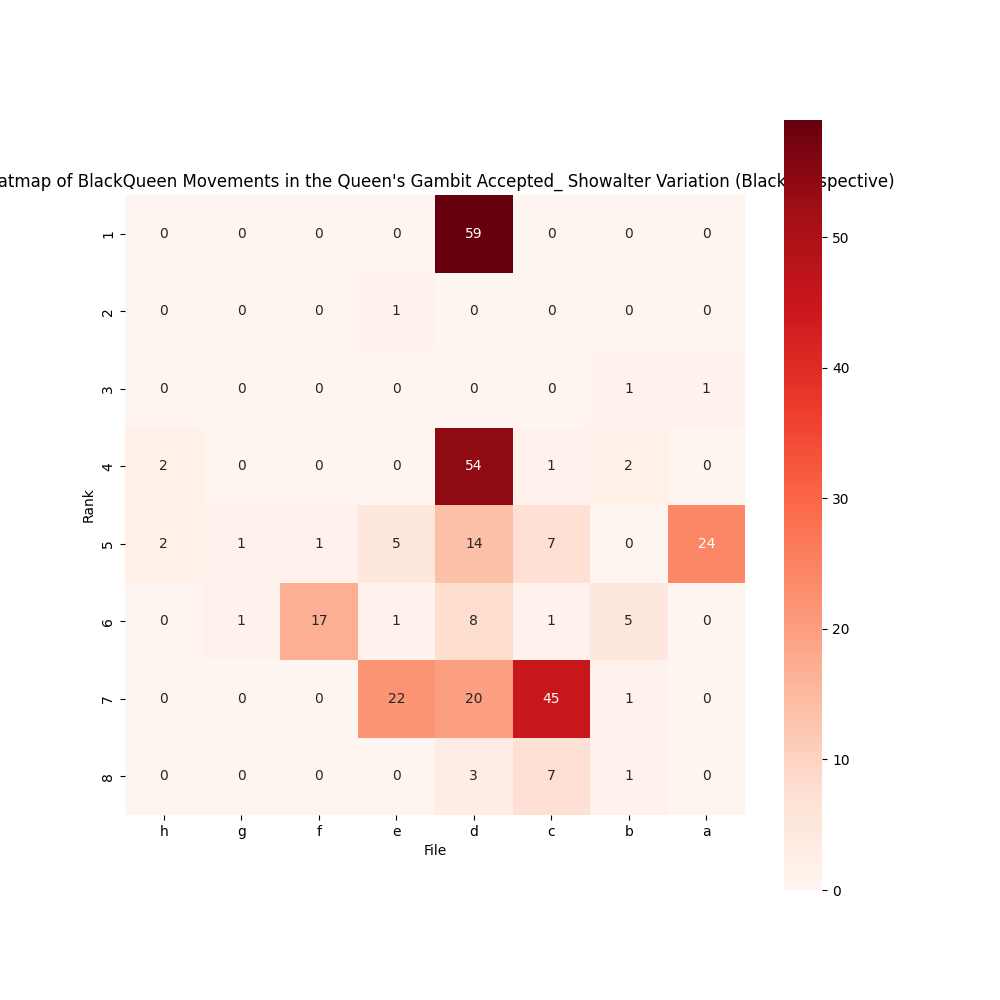 atmap of BlackQueen Movements in the Queen's Gambit Accepted_ Showalter Variation (Black spective)
1 0 0 0 0 59 0 0 0
2 0 0 0 1 0 0 0 0
3 0 0 0 0 0 0 1 1
4 2 0 0 0 54 1 2 0
5 2 1 1 5 14 7 0 24
6 0 1 17 1 8 1 5 0
7 0 0 0 22 20 45 1 0
8 0 0 0 0 3 7 1 0
h g f e d c b a
File
Rank
50
40
30
20
10
0